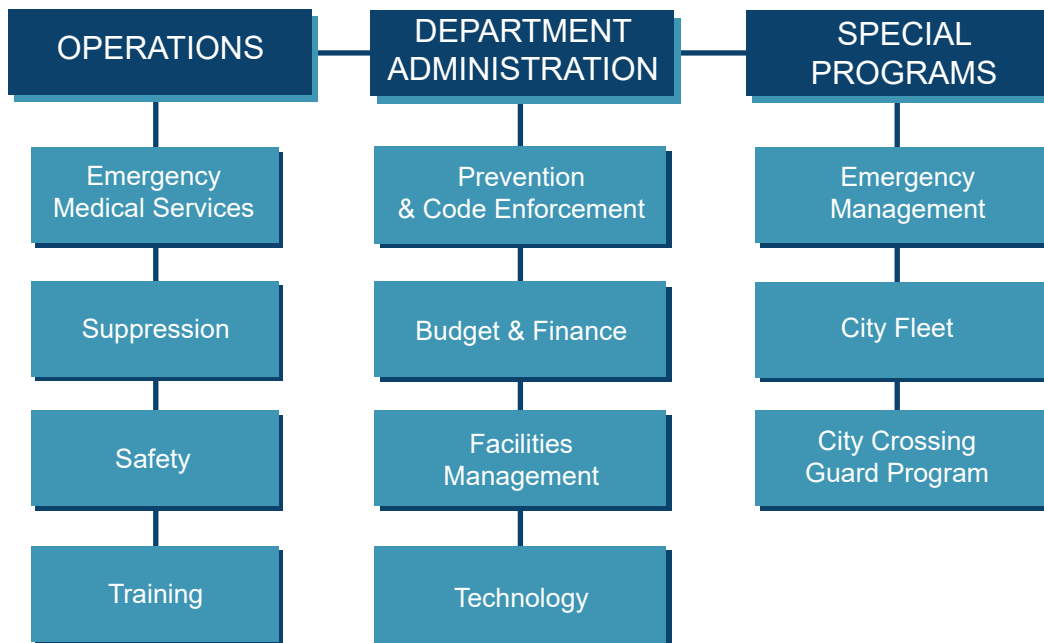 OPERATIONS
DEPARTMENT
ADMINISTRATION
SPECIAL
PROGRAMS
Emergency
Medical Services
Prevention
& Code Enforcement
Emergency
Management
Suppression
Budget & Finance
City Fleet
Safety
Facilities
Management
City Crossing
Guard Program
Training
Technology